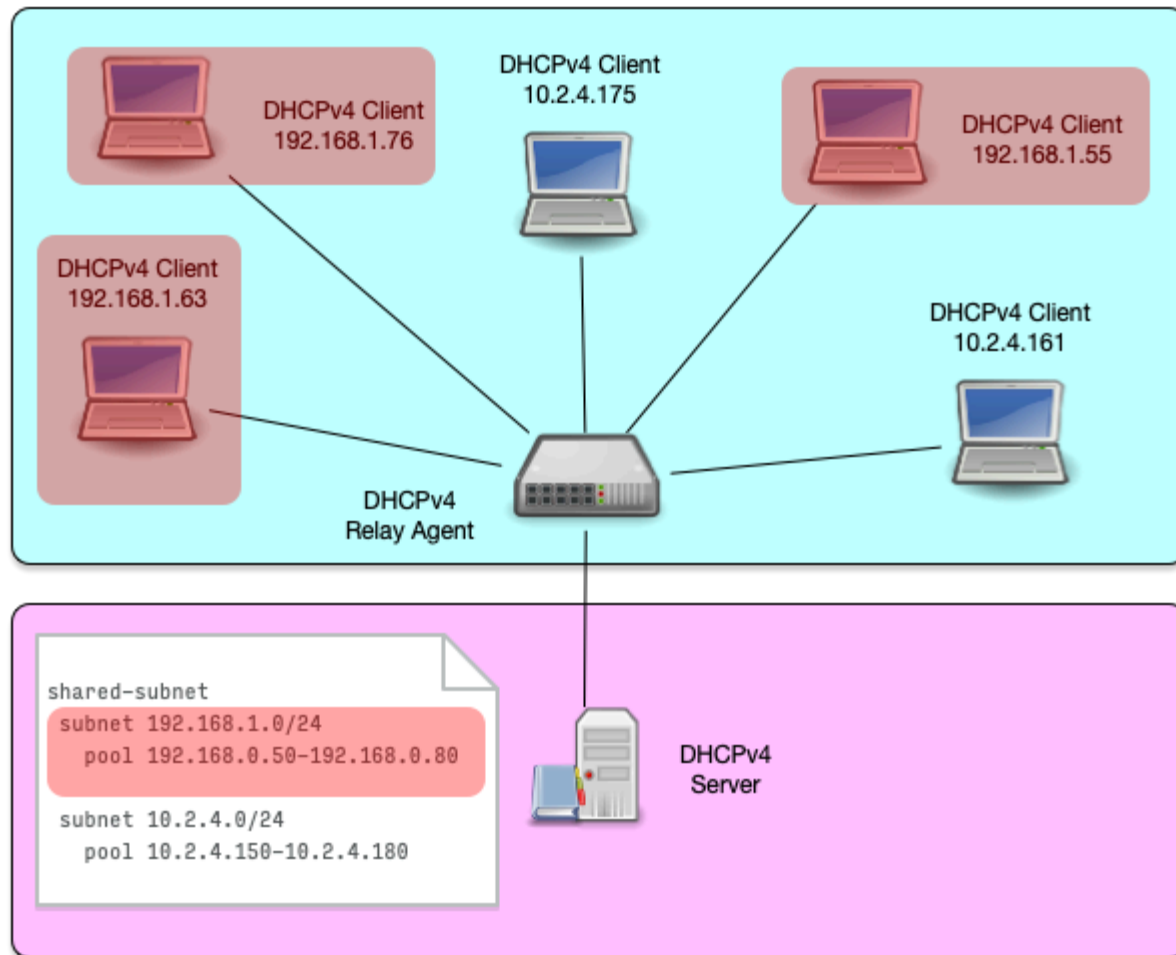 DHCPv4 Client
192.168.1.76
DHCPv4 Client
10.2.4.175
DHCPv4 Client
192.168.1.55
DHCPv4 Client
192.168.1.63
DHCPv4 Client
10.2.4.161
DHCPv4
Relay Agent
shared-subnet
subnet 192.168.1.0/24
pool 192.168.0.50-192.168.0.80
subnet 10.2.4.0/24
pool 10.2.4.150-10.2.4.180
DHCPv4
Server